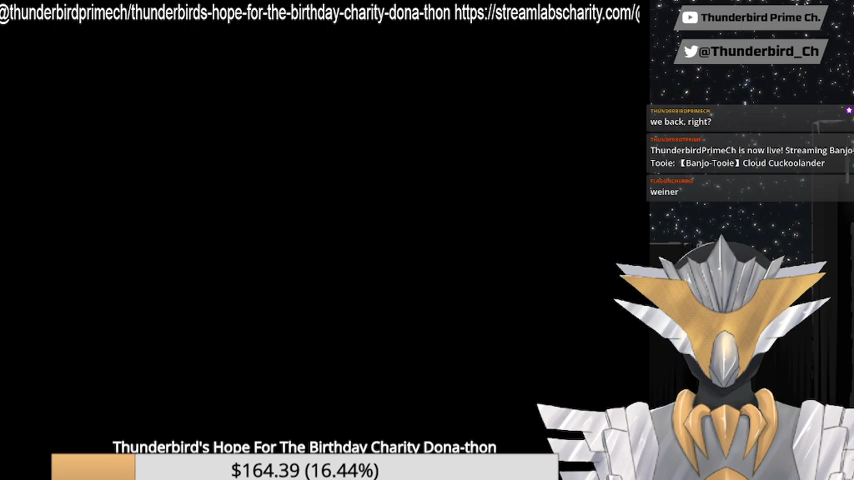 @thunderbirdprimech/thunderbirds-hope-for-the-birthday-charity-dona-thon https://streamlabscharity.com/@
Thunderbird Prime Ch.
@Thunderbird_Ch
THUNDERBIRDPRIMECH
we back, right?
ThunderbirdPrimeCh is now live! Streaming Banjo-
Tooie: 【Banjo-Tooie】Cloud Cuckoolander
weiner
Thunderbird's Hope For The Birthday Charity Dona-thon
$164.39 (16.44%)